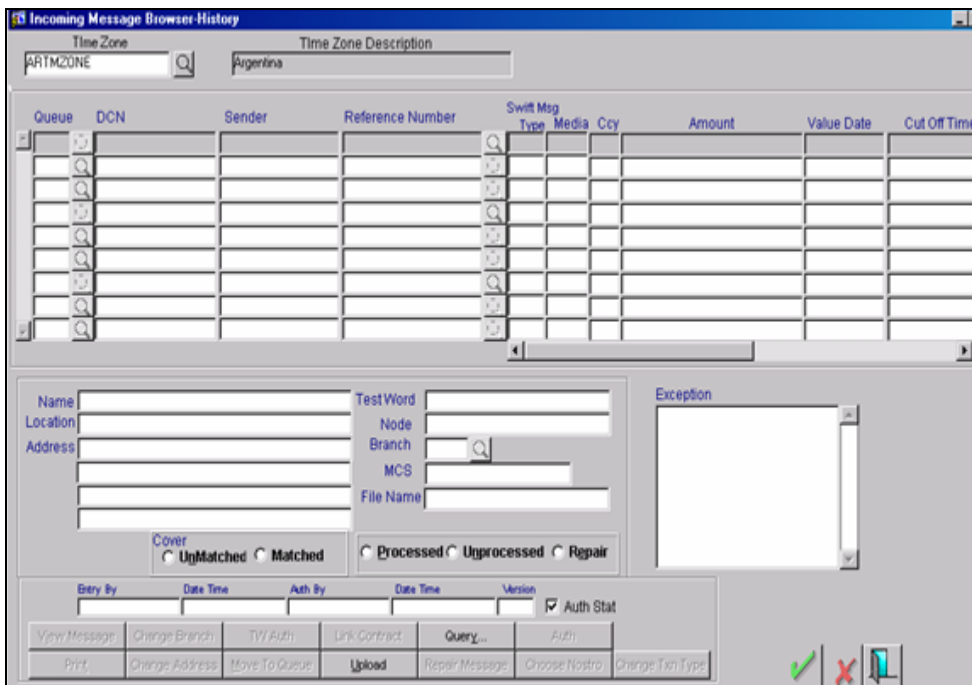 Incoming Message Browser-History
Time Zone Time Zone Description
ARTMZONE Argentina
Queue DCN Sender Reference Number Swift Msg Type Media Ccy Amount Value Date Cut Off Time
Name Test Word Exception
Location Node
Address Branch
MCS
File Name
Cover
UnMatched Matched Processed Unprocessed Repair
Entry By Date Time Auth By Date Time Version
Auth Stat
View Message Change Branch TW Auth Link Contract Query... Auth
Print Change Address Move To Queue Upload Repair Message Choose Nostro Change Txn Type